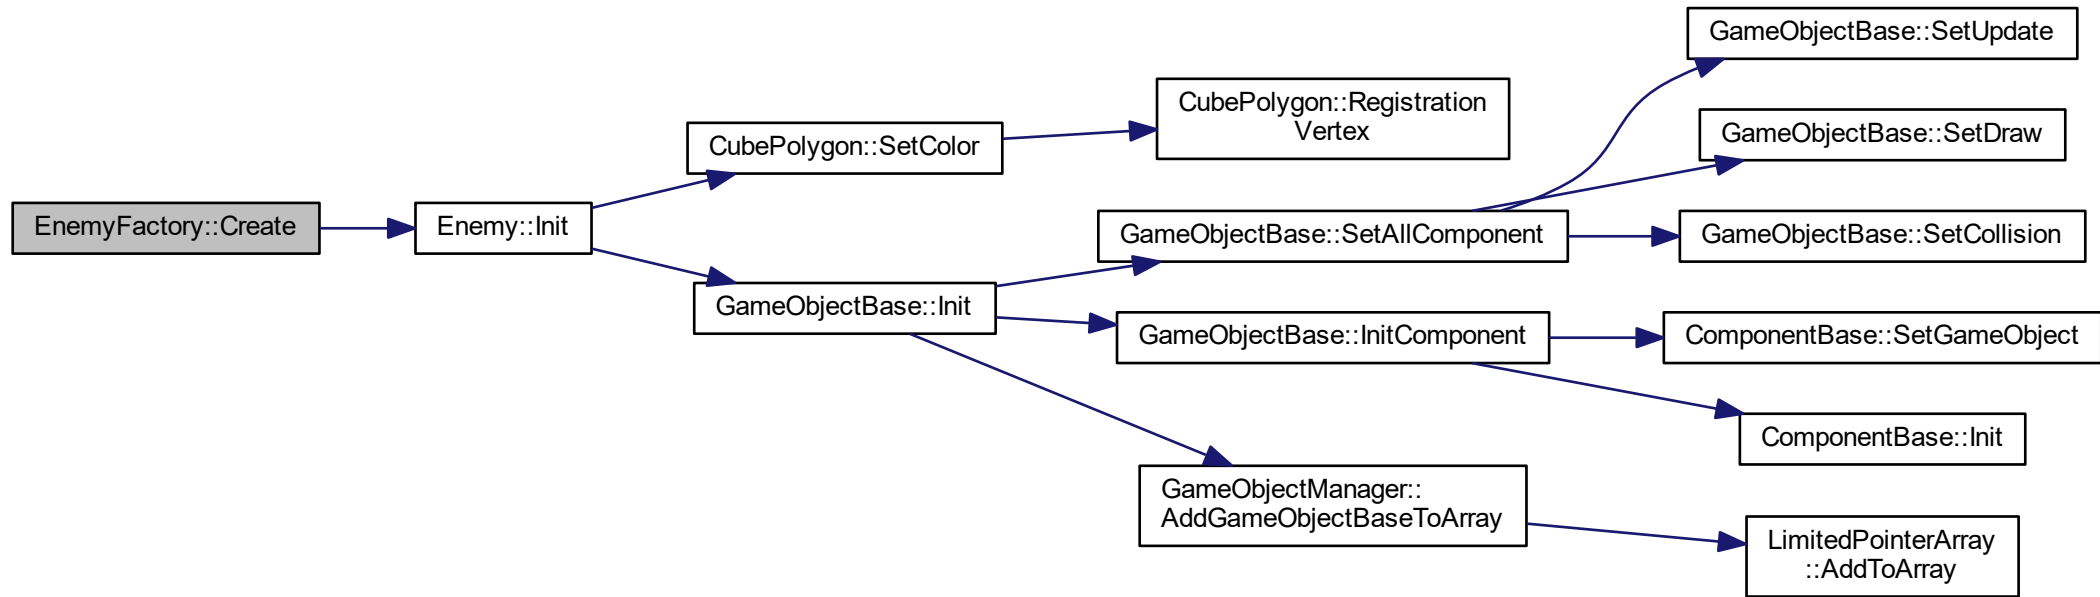 EnemyFactory::Create
Enemy::Init
CubePolygon::SetColor
CubePolygon::Registration
Vertex
GameObjectBase::Init
GameObjectBase::SetAllComponent
GameObjectBase::SetUpdate
GameObjectBase::SetDraw
GameObjectBase::SetCollision
GameObjectBase::InitComponent
ComponentBase::SetGameObject
ComponentBase::Init
GameObjectManager::
AddGameObjectBaseToArray
LimitedPointerArray
::AddToArray